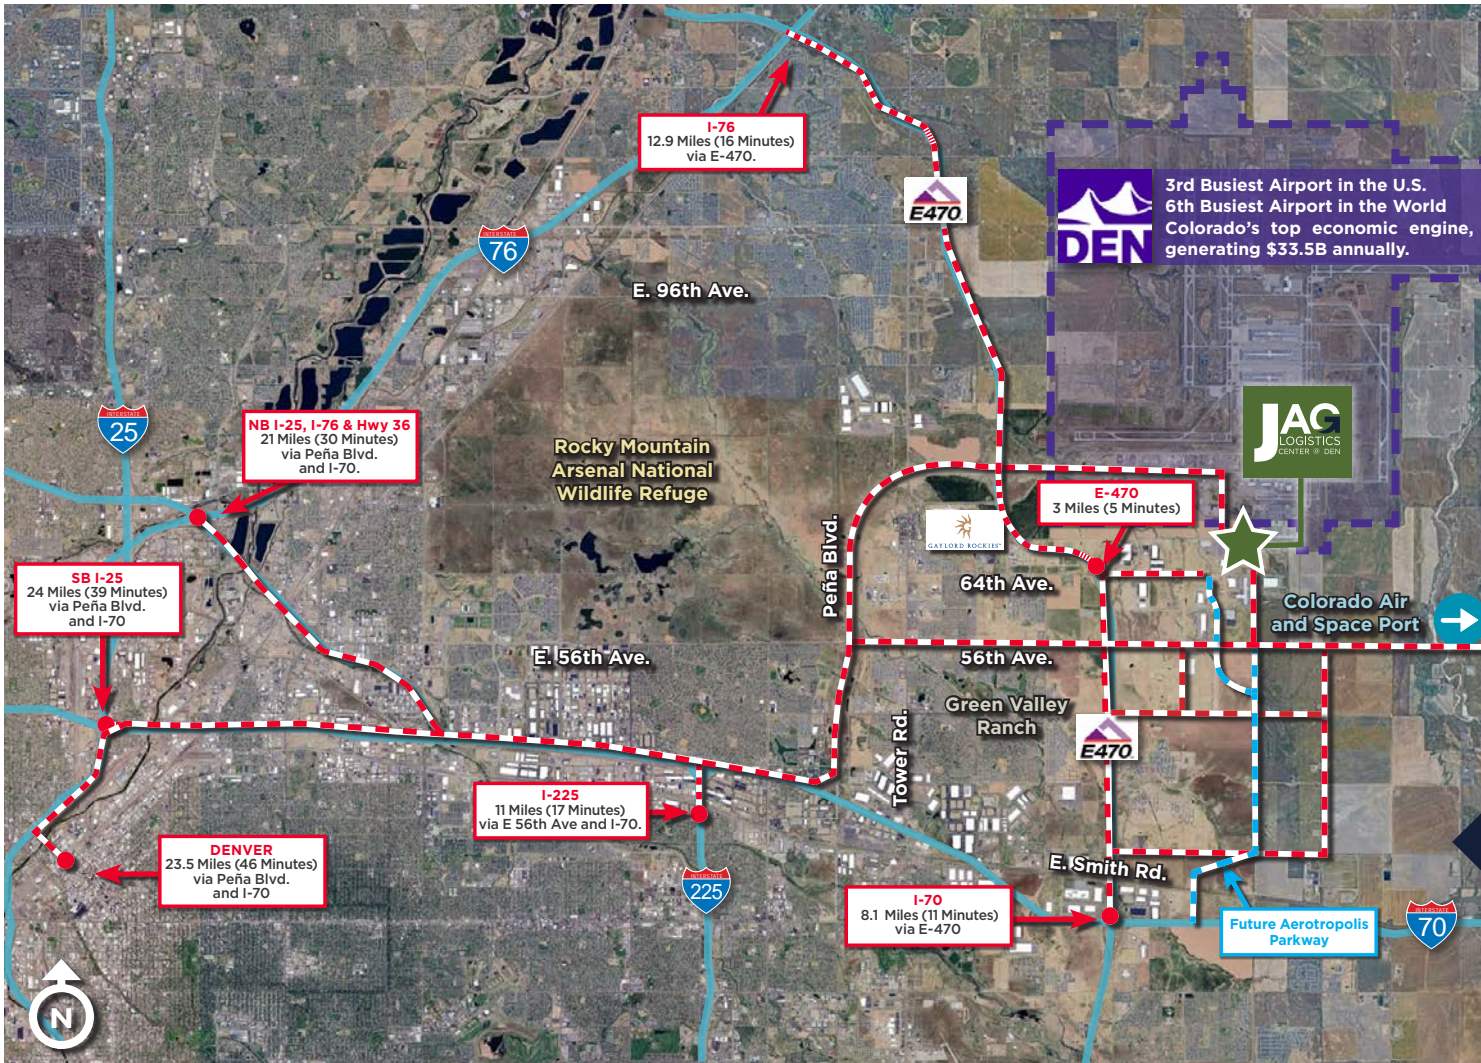 I-76
12.9 Miles (16 Minutes)
via E-470.
E470
DEN
3rd Busiest Airport in the U.S.
6th Busiest Airport in the World
Colorado's top economic engine,
generating $33.5B annually.
INTERSTATE
76
E. 96th Ave.
INTERSTATE
25
NB I-25, I-76 & Hwy 36
21 Miles (30 Minutes)
via Peña Blvd.
and I-70.
Rocky Mountain
Arsenal National
Wildlife Refuge
JAG
LOGISTICS
CENTER @ DEN
E-470
3 Miles (5 Minutes)
GAYLORD ROCKIES
Peña Blvd.
64th Ave.
SB I-25
24 Miles (39 Minutes)
via Peña Blvd.
and I-70
Colorado Air
and Space Port
E. 56th Ave.
56th Ave.
Green Valley
Ranch
Tower Rd.
E470
I-225
11 Miles (17 Minutes)
via E 56th Ave and I-70.
DENVER
23.5 Miles (46 Minutes)
via Peña Blvd.
and I-70
E. Smith Rd.
INTERSTATE
225
I-70
8.1 Miles (11 Minutes)
via E-470
Future Aerotropolis
Parkway
INTERSTATE
70
N